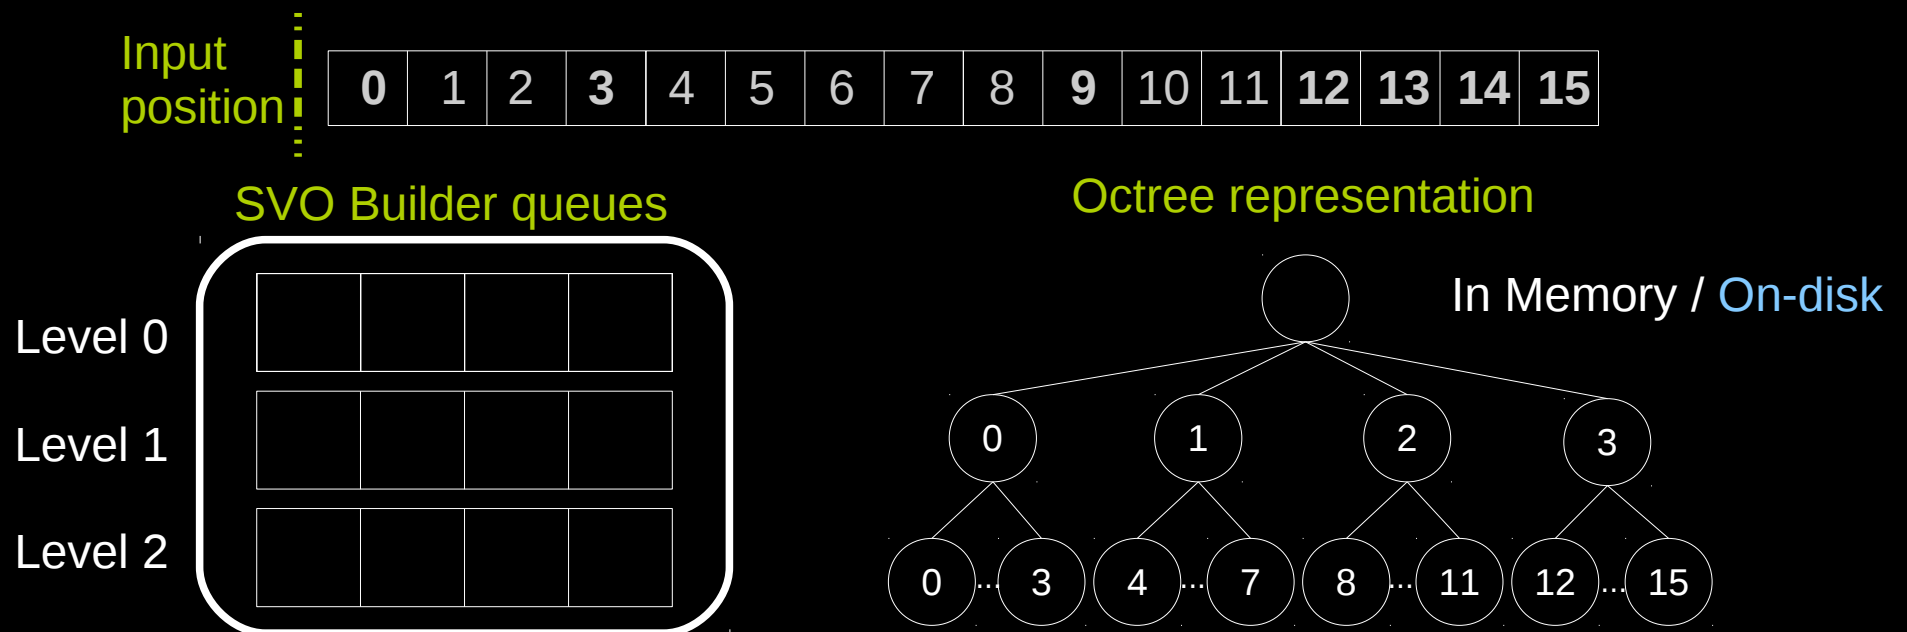 Input
position
0 1 2 3 4 5 6 7 8 9 10 11 12 13 14 15
SVO Builder queues
Octree representation
In Memory / On-disk
Level 0
Level 1
Level 2
0 1 2 3
0 ... 3 4 ... 7 8 ... 11 12 ... 15